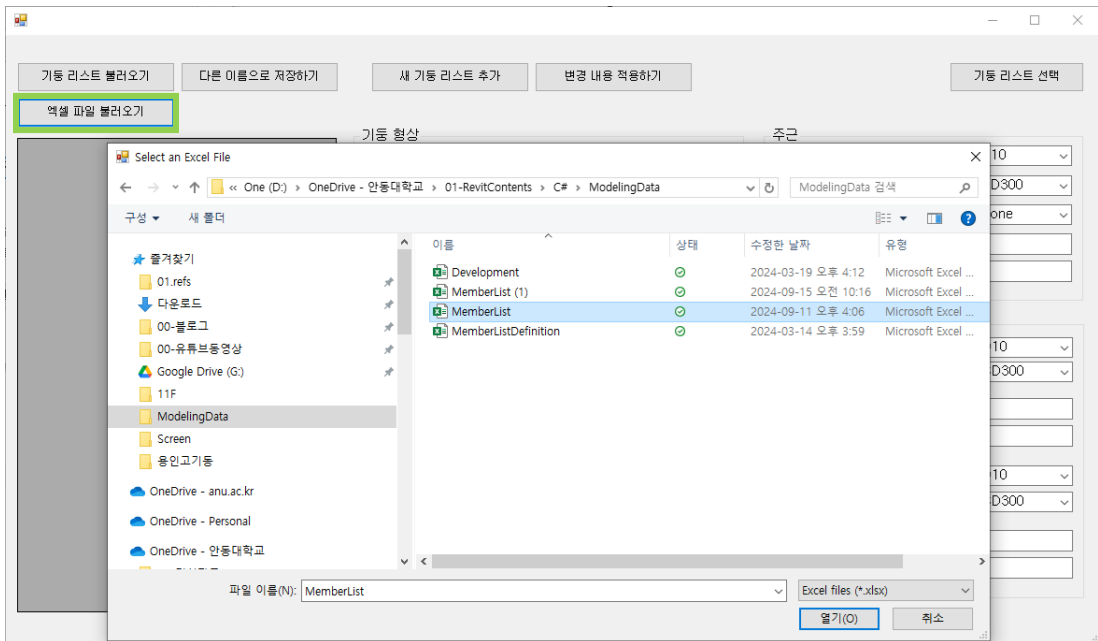 기둥 리스트 불러오기 다른 이름으로 저장하기 새 기둥 리스트 추가 변경 내용 적용하기 기둥 리스트 선택
엑셀 파일 불러오기
기둥 형상 주근
Select an Excel File
10
« One (D:) › OneDrive - 안동대학교 › 01-RevitContents › C# › ModelingData ModelingData 검색
D300
구성 새 폴더
one
이름 상태 수정한 날짜 유형
즐겨찾기
01.refs
다운로드
00-블로그
00-유튜브동영상
Google Drive (G:)
11F
ModelingData
Screen
용인고기동
OneDrive - anu.ac.kr
OneDrive - Personal
OneDrive - 안동대학교
Development 2024-03-19 오후 4:12 Microsoft Excel ...
MemberList (1) 2024-09-15 오전 10:16 Microsoft Excel ...
MemberList 2024-09-11 오후 4:06 Microsoft Excel ...
MemberListDefinition 2024-03-14 오후 3:59 Microsoft Excel ...
10
D300
10
D300
파일 이름(N): MemberList Excel files (*.xlsx)
열기(O) 취소